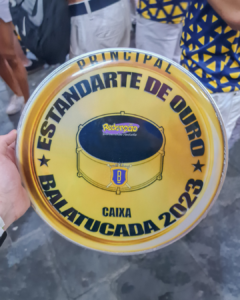 PRINCIPAL
ESTANDARTE DE OURO
CAIXA
BALATUCADA 2023